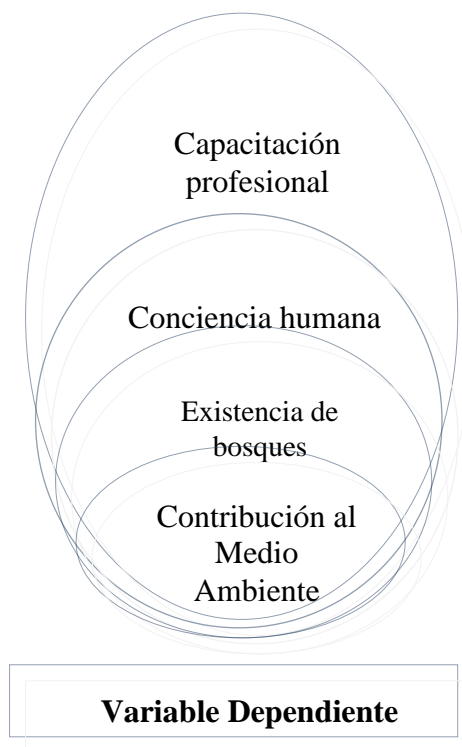 Capacitación
profesional
Conciencia humana
Existencia de
bosques
Contribución al
Medio
Ambiente
Variable Dependiente